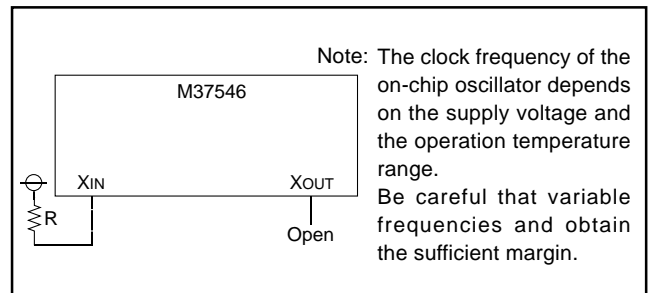 Note: The clock frequency of the
on-chip oscillator depends
on the supply voltage and
the operation temperature
range.
Be careful that variable
frequencies and obtain
the sufficient margin.
M37546
XIN
XOUT
R
Open